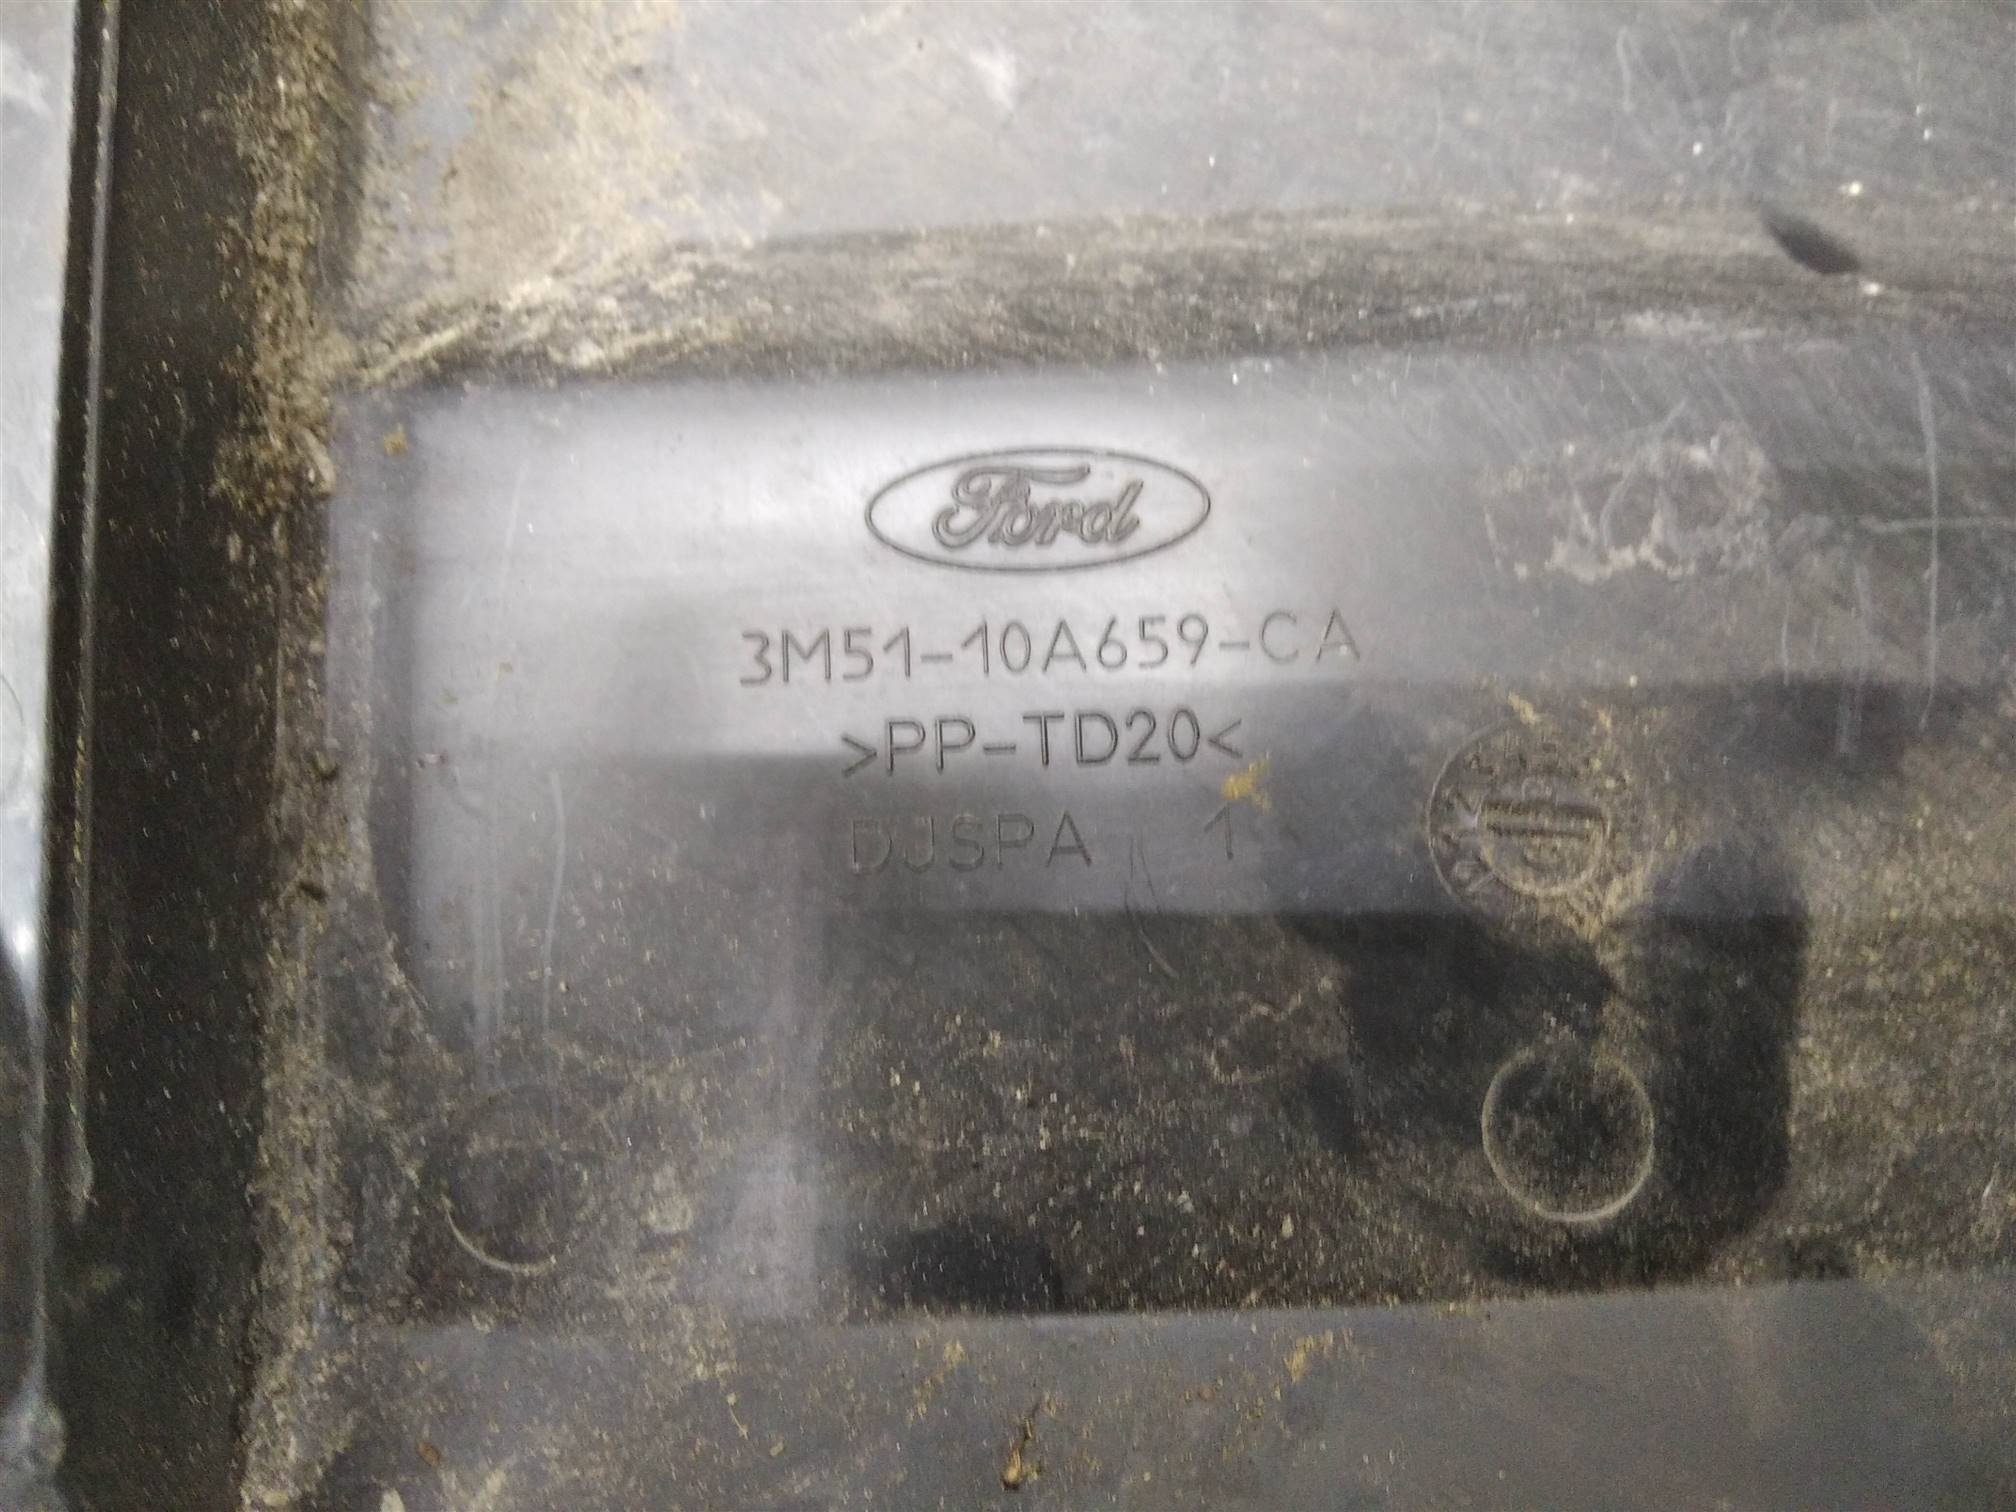 Ford
3M51-10A659-CA
>PP-TD20<
DJSPA 1